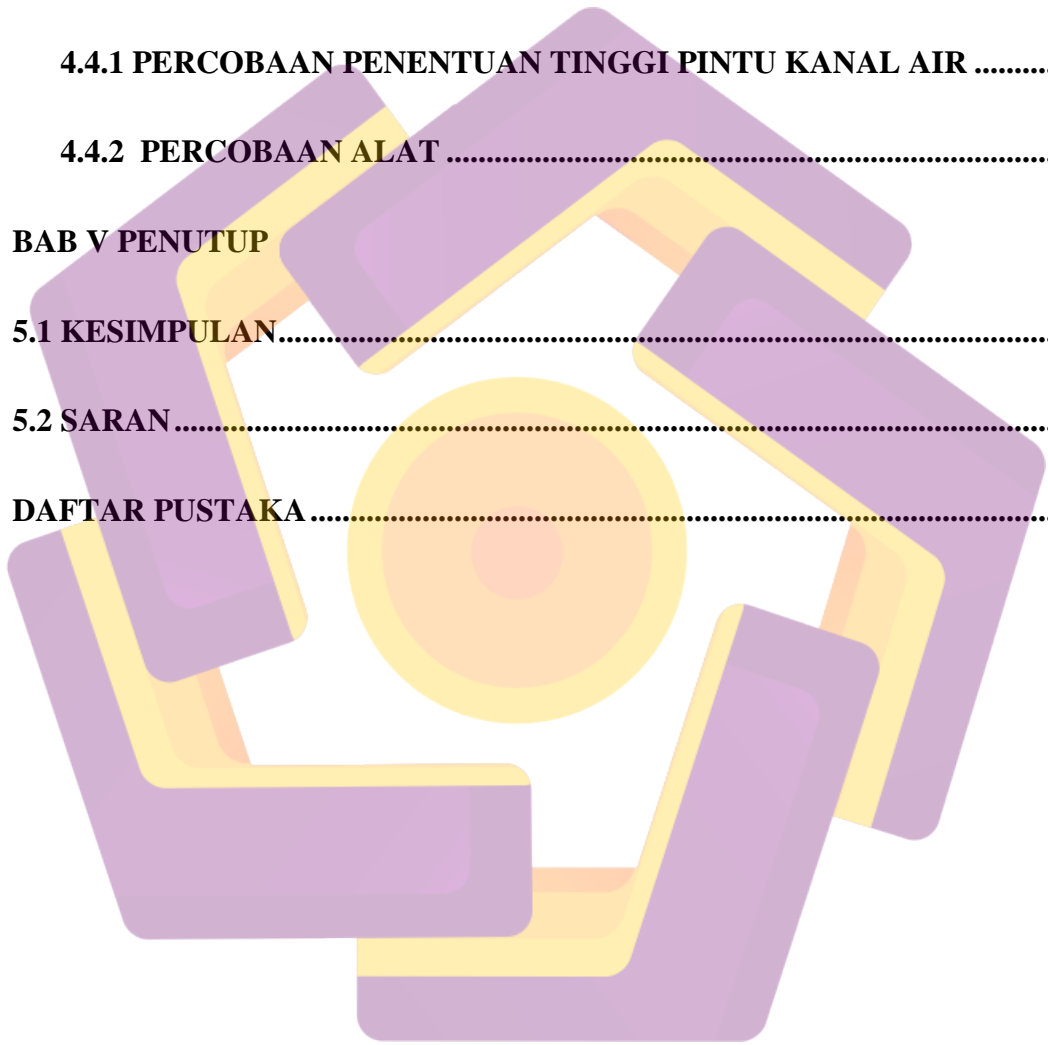 4.4.1 PERCOBAAN PENENTUAN TINGGI PINTU KANAL AIR ..........
4.4.2 PERCOBAAN ALAT ..........................................................................................
BAB V PENUTUP
5.1 KESIMPULAN..................................................................................................................
5.2 SARAN.................................................................................................................................
DAFTAR PUSTAKA ..............................................................................................................